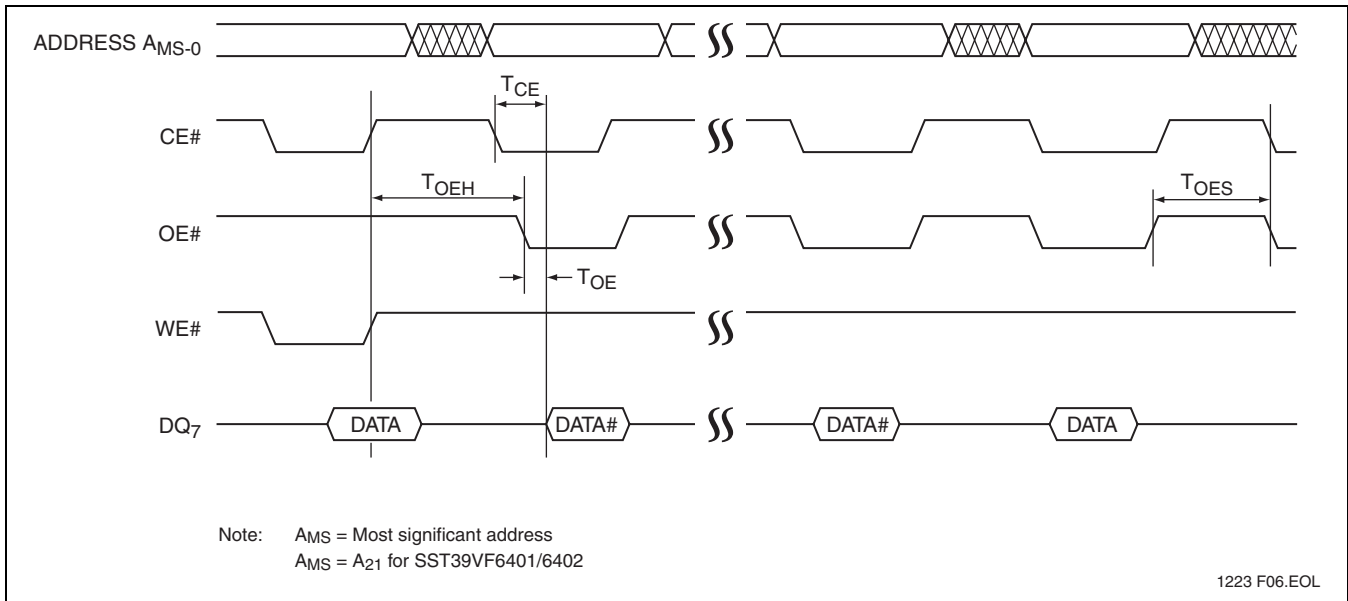 ADDRESS AMS-0
TCE
CE#
TOEH
TOES
OE#
TOE
WE#
DQ7
DATA
DATA#
DATA#
DATA
Note: AMS = Most significant address
AMS = A21 for SST39VF6401/6402
1223 F06.EOL